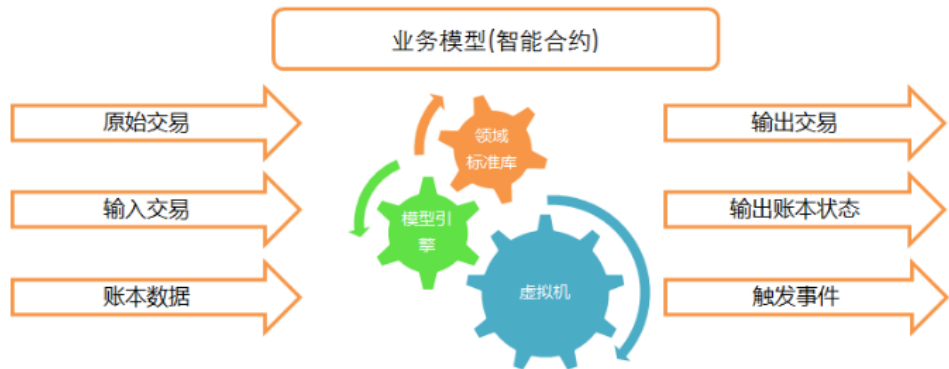 业务模型(智能合约)
原始交易
输入交易
账本数据
领域
标准库
模型引
擎
虚拟机
输出交易
输出账本状态
触发事件